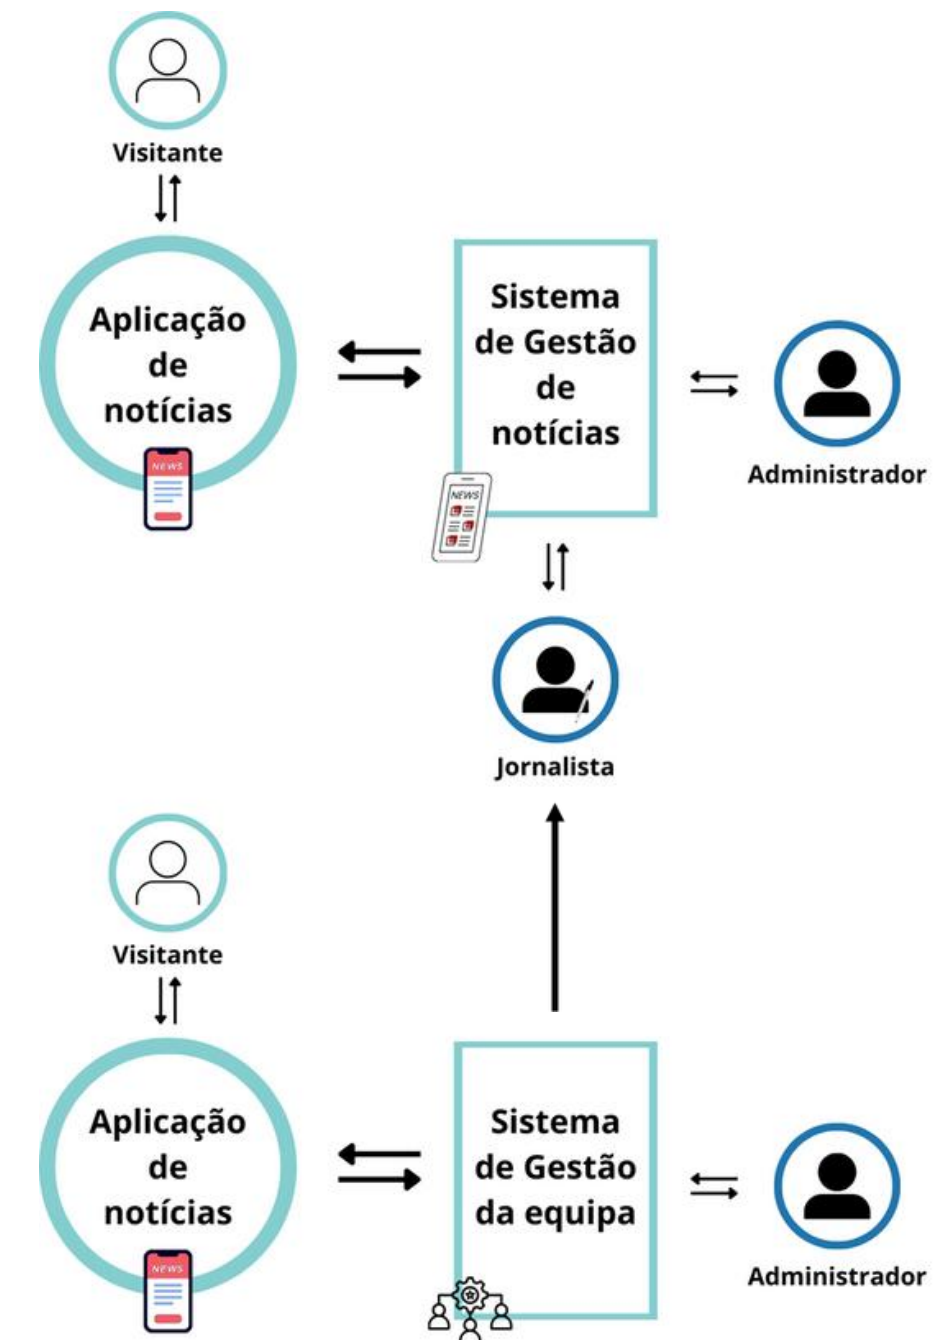 Visitante
Aplicação
de
notícias
NEWS
Sistema
de Gestão
de
notícias
NEWS
Administrador
Jornalista
Visitante
Aplicação
de
notícias
NEWS
Sistema
de Gestão
da equipa
Administrador